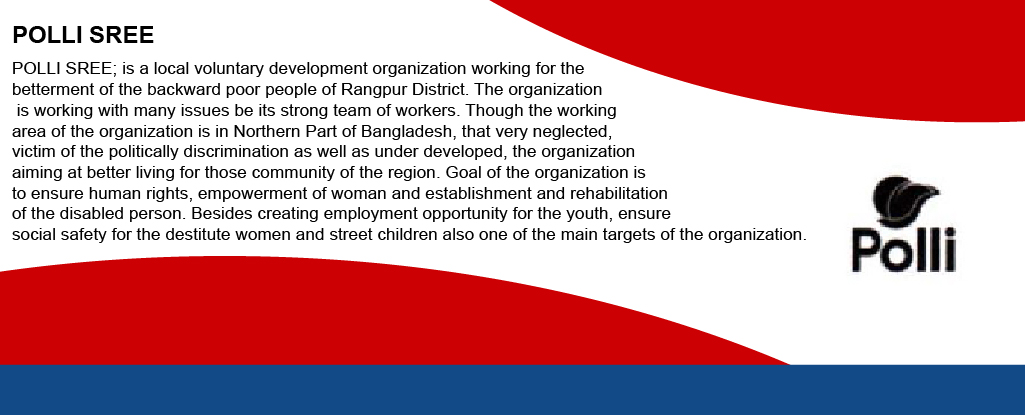 POLLI SREE
POLLI SREE; is a local voluntary development organization working for the
betterment of the backward poor people of Rangpur District. The organization
is working with many issues be its strong team of workers. Though the working
area of the organization is in Northern Part of Bangladesh, that very neglected,
victim of the politically discrimination as well as under developed, the organization
aiming at better living for those community of the region. Goal of the organization is
to ensure human rights, empowerment of woman and establishment and rehabilitation
of the disabled person. Besides creating employment opportunity for the youth, ensure
social safety for the destitute women and street children also one of the main targets of the organization.
Polli